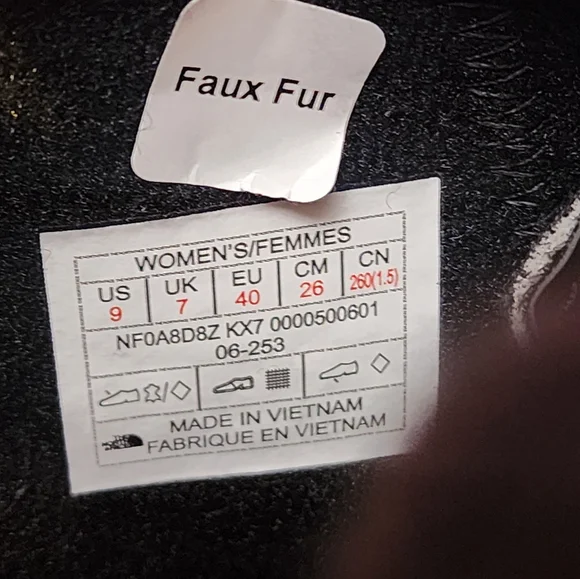 Faux Fur
WOMEN'S/FEMMES
US UK EU CM CN
9 7 40 26 260(1.5)
NF0A8D8Z KX7 0000500601
06-253
MADE IN VIETNAM
FABRIQUE EN VIETNAM